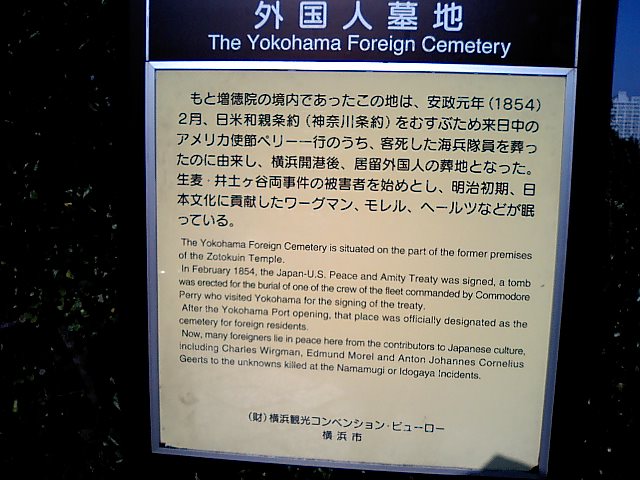 外国人墓地
The Yokohama Foreign Cemetery
もと増徳院の境内であったこの地は、安政元年(1854)
2月、日米和親条約(神奈川条約)をむすぶため来日中の
アメリカ使節ペリー一行のうち、客死した海兵隊員を葬っ
たのに由来し、横浜開港後、居留外国人の葬地となった。
生麦・井土ヶ谷両事件の被害者を始めとし、明治初期、日
本文化に貢献したワーグマン、モレル、ヘールツなどが眠
っている。
The Yokohama Foreign Cemetery is situated on the part of the former premises
of the Zotokuin Temple.
In February 1854, the Japan-U.S. Peace and Amity Treaty was signed, a tomb
was erected for the burial of one of the crew of the fleet commanded by Commodore
Perry who visited Yokohama for the signing of the treaty.
After the Yokohama Port opening, that place was officially designated as the
cemetery for foreign residents.
Now, many foreigners lie in peace here from the contributors to Japanese culture,
including Charles Wirgman, Edmund Morel and Anton Johannes Cornelius
Geerts to the unknowns killed at the Namamugi or Idogaya Incidents.
(財)横浜観光コンベンション・ビューロー
横浜市